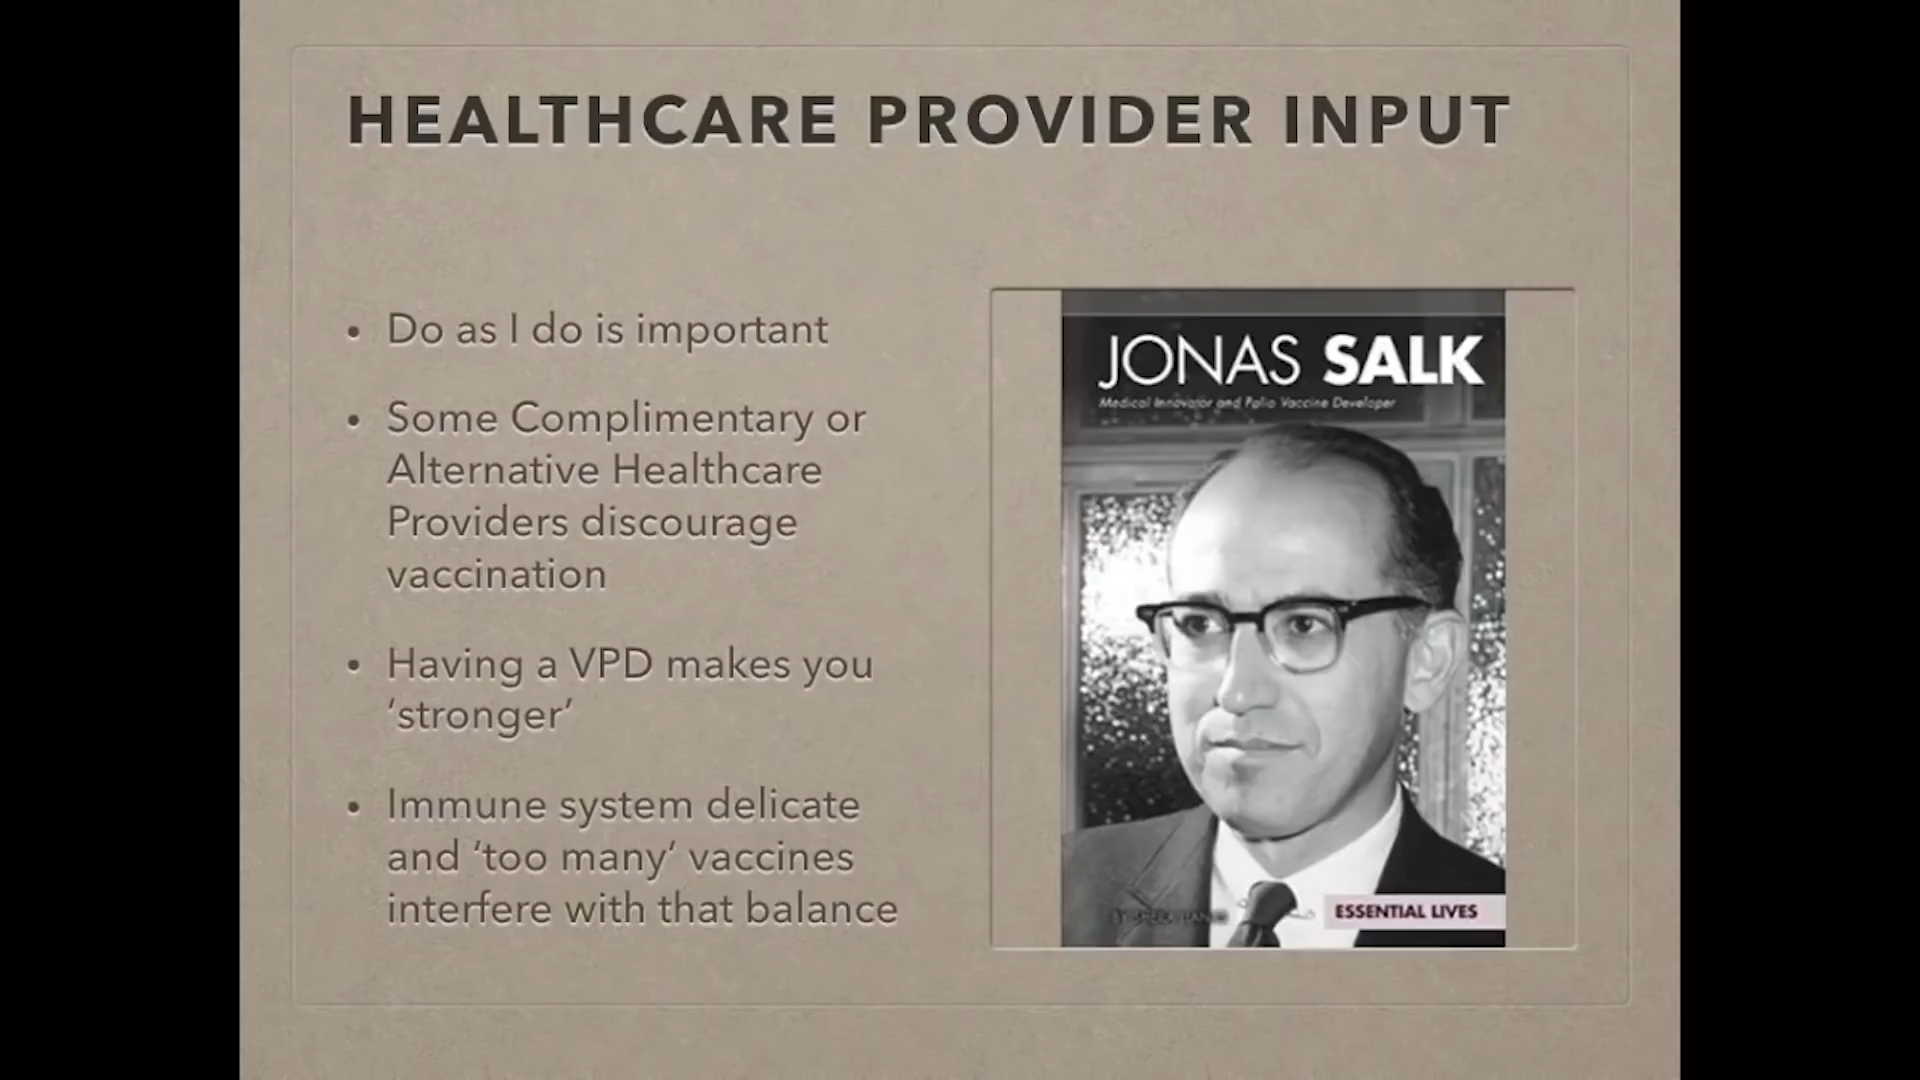 HEALTHCARE PROVIDER INPUT
• Do as I do is important
• Some Complimentary or
Alternative Healthcare
Providers discourage
vaccination
• Having a VPD makes you
‘stronger’
• Immune system delicate
and ‘too many’ vaccines
interfere with that balance
JONAS SALK
Medical Innovator and Polio Vaccine Developer
BY
ESSENTIAL LIVES